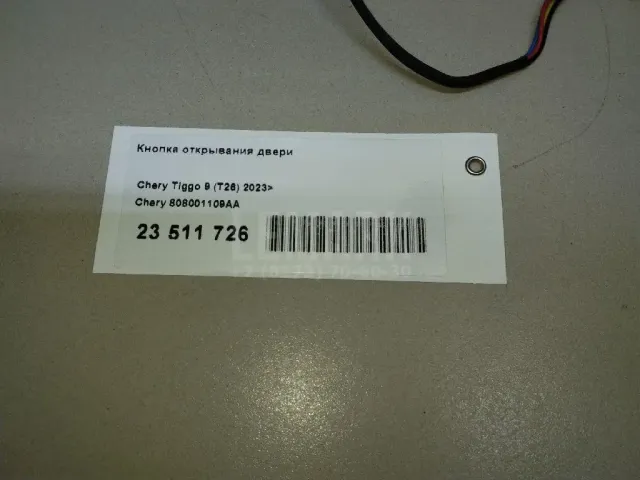 Кнопка открывания двери
Chery Tiggo 9 (T26) 2023>
Chery 808001109AA
23 511 726